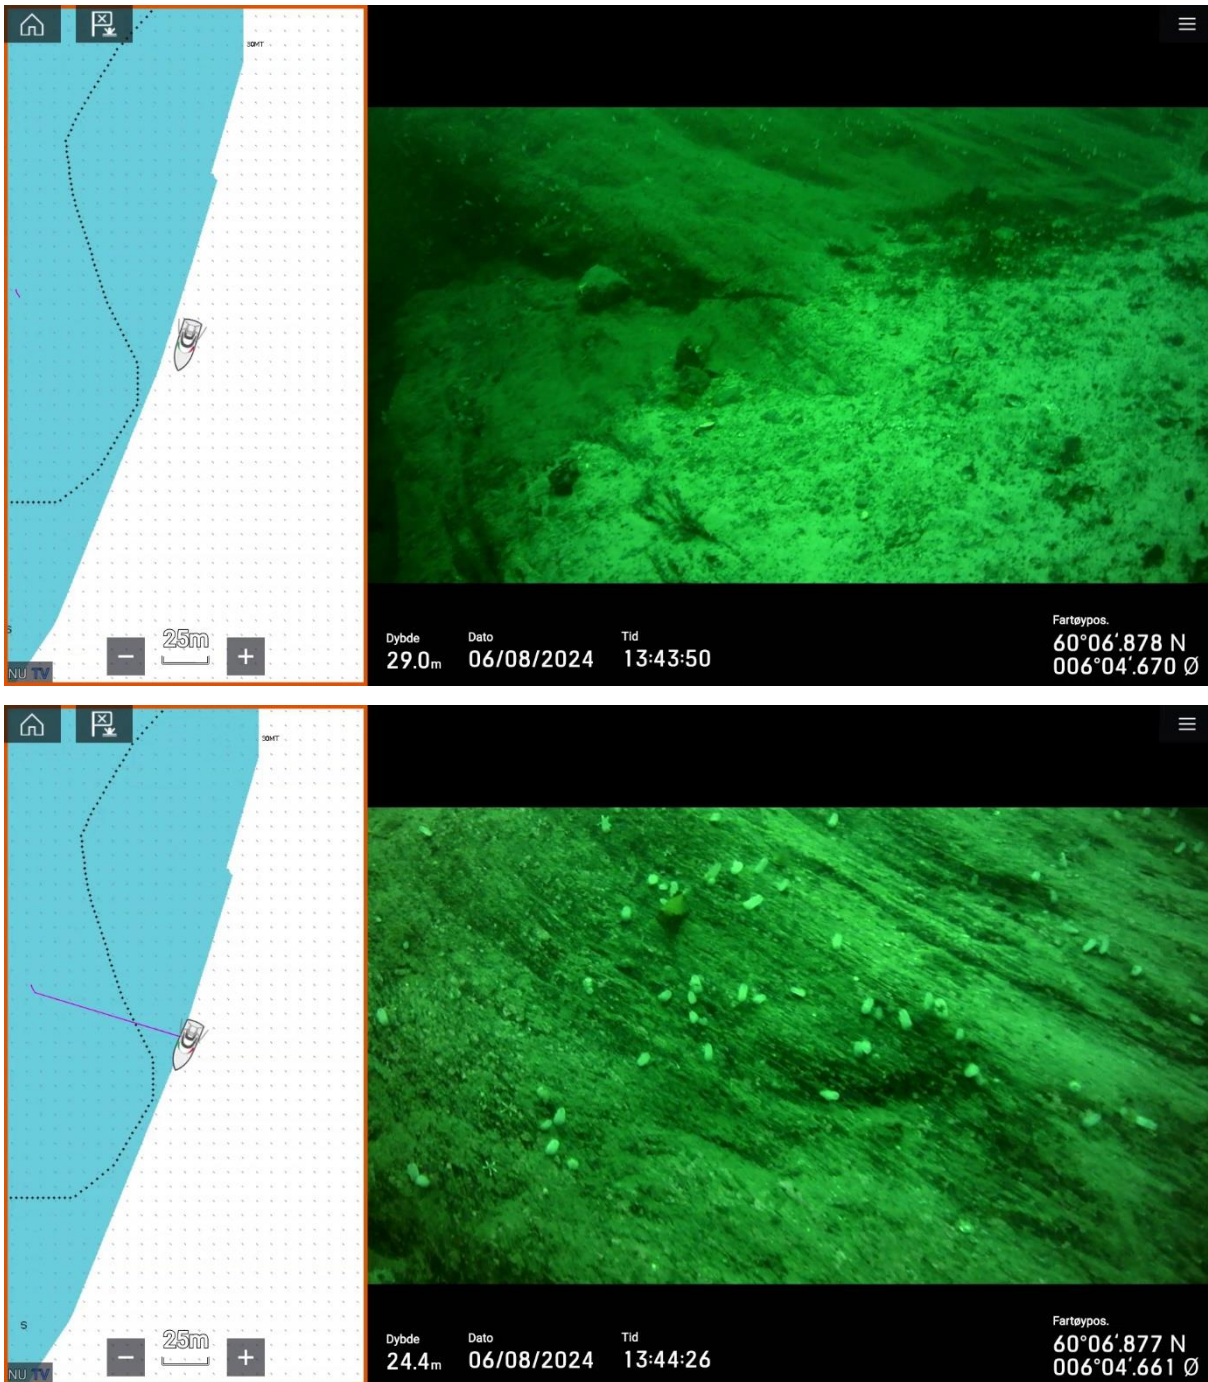 30MT
S
25m
NU TV
Dybde
29.0m
Dato
06/08/2024
Tid
13:43:50
Fartøypos.
60°06'.878 N
006°04'.670 Ø
30MT
S
25m
NU TV
Dybde
24.4m
Dato
06/08/2024
Tid
13:44:26
Fartøypos.
60°06'.877 N
006°04'.661 Ø